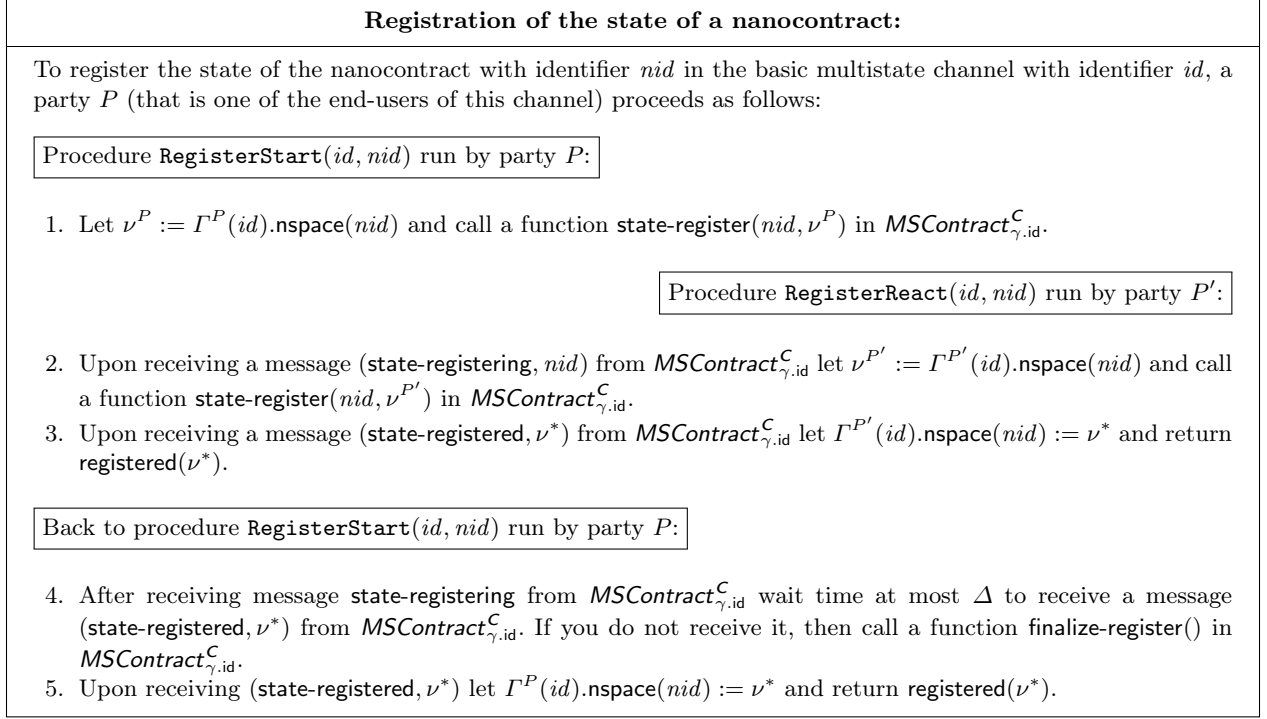 Registration of the state of a nanocontract:
To register the state of the nanocontract with identifier nid in the basic multistate channel with identifier id, a
party P (that is one of the end-users of this channel) proceeds as follows:
Procedure RegisterStart(id, nid) run by party P:
1. Let ν^P := Γ^P(id).nspace(nid) and call a function state-register(nid, ν^P) in MSContract^C_γ.id.
Procedure RegisterReact(id, nid) run by party P′:
2. Upon receiving a message (state-registering, nid) from MSContract^C_γ.id let ν^P′ := Γ^P′(id).nspace(nid) and call
a function state-register(nid, ν^P′) in MSContract^C_γ.id.
3. Upon receiving a message (state-registered, ν*) from MSContract^C_γ.id let Γ^P′(id).nspace(nid) := ν* and return
registered(ν*).
Back to procedure RegisterStart(id, nid) run by party P:
4. After receiving message state-registering from MSContract^C_γ.id wait time at most Δ to receive a message
(state-registered, ν*) from MSContract^C_γ.id. If you do not receive it, then call a function finalize-register() in
MSContract^C_γ.id.
5. Upon receiving (state-registered, ν*) let Γ^P(id).nspace(nid) := ν* and return registered(ν*).